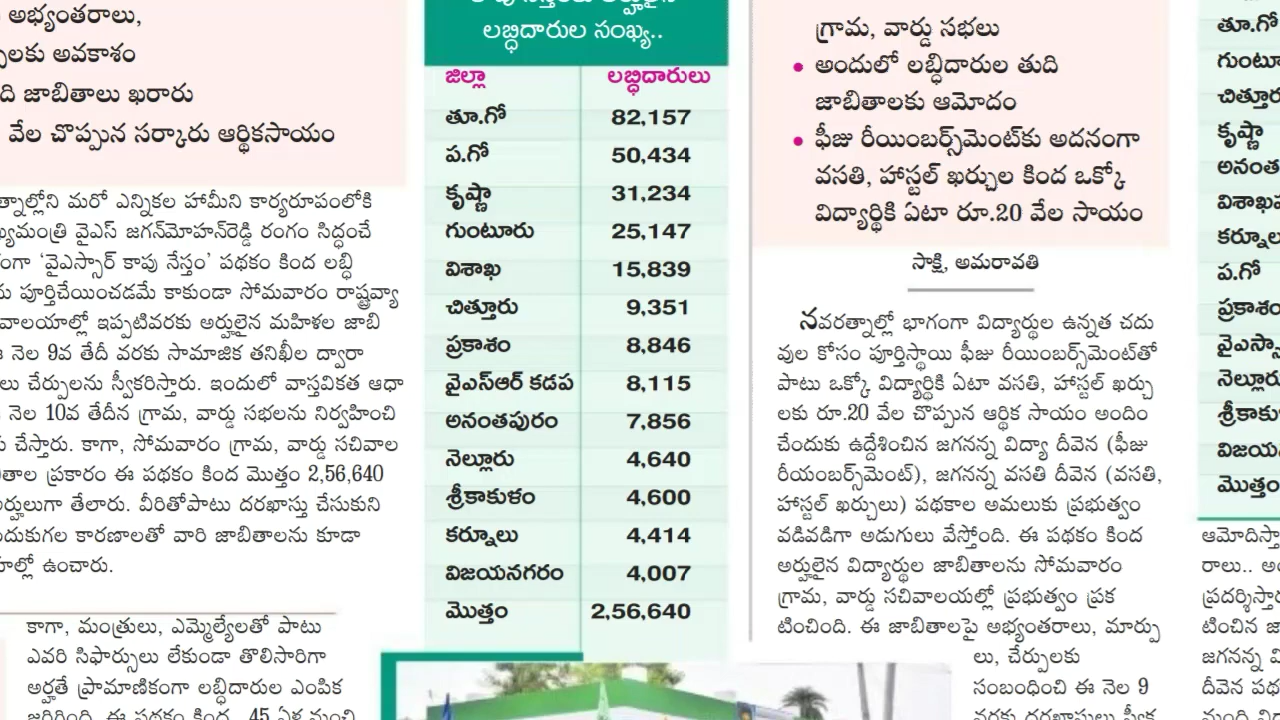 అభ్యంతరాలు,
అవకాశం
జాబితాలు ఖరారు
వేల చొప్పున సర్కారు ఆర్థికసాయం
మరో ఎన్నికల హామీని కార్యరూపంలోకి
వైఎస్ జగన్‌మోహన్‌రెడ్డి రంగం సిద్ధంచే
‘వైఎస్సార్ కాపు నేస్తం’ పథకం కింద లబ్ధి
పూర్తిచేయించడమే కాకుండా సోమవారం రాష్ట్రవ్యా
ఇప్పటివరకు అర్హులైన మహిళల జాబి
నెల 9వ తేదీ వరకు సామాజిక తనిఖీల ద్వారా
చేర్పులను స్వీకరిస్తారు. ఇందులో వాస్తవికత ఆధా
నెల 10వ తేదీన గ్రామ, వార్డు సభలను నిర్వహించి
చేస్తారు. కాగా, సోమవారం గ్రామ, వార్డు సచివాల
ప్రకారం ఈ పథకం కింద మొత్తం 2,56,640
తేలారు. వీరితోపాటు దరఖాస్తు చేసుకుని
కారణాలతో వారి జాబితాలను కూడా
ఉంచారు.
కాగా, మంత్రులు, ఎమ్మెల్యేలతో పాటు
ఎవరి సిఫార్సులు లేకుండా తొలిసారిగా
అర్హతే ప్రామాణికంగా లబ్ధిదారుల ఎంపిక
జరిగింది. ఈ పథకం కింద.. 45 ఏళ్ల నుంచి
లబ్ధిదారుల సంఖ్య..
జిల్లా లబ్ధిదారులు
తూ.గో 82,157
ప.గో 50,434
కృష్ణా 31,234
గుంటూరు 25,147
విశాఖ 15,839
చిత్తూరు 9,351
ప్రకాశం 8,846
వైఎస్ఆర్ కడప 8,115
అనంతపురం 7,856
నెల్లూరు 4,640
శ్రీకాకుళం 4,600
కర్నూలు 4,414
విజయనగరం 4,007
మొత్తం 2,56,640
గ్రామ, వార్డు సభలు
• అందులో లబ్ధిదారుల తుది
జాబితాలకు ఆమోదం
• ఫీజు రీయింబర్స్‌మెంట్‌కు అదనంగా
వసతి, హాస్టల్ ఖర్చుల కింద ఒక్కో
విద్యార్థికి ఏటా రూ.20 వేల సాయం
సాక్షి, అమరావతి
నవరత్నాల్లో భాగంగా విద్యార్థుల ఉన్నత చదు
వుల కోసం పూర్తిస్థాయి ఫీజు రీయింబర్స్‌మెంట్‌తో
పాటు ఒక్కో విద్యార్థికి ఏటా వసతి, హాస్టల్ ఖర్చు
లకు రూ.20 వేల చొప్పున ఆర్థిక సాయం అందిం
చేందుకు ఉద్దేశించిన జగనన్న విద్యా దీవెన (ఫీజు
రీయంబర్స్‌మెంట్), జగనన్న వసతి దీవెన (వసతి,
హాస్టల్ ఖర్చులు) పథకాల అమలుకు ప్రభుత్వం
వడివడిగా అడుగులు వేస్తోంది. ఈ పథకం కింద
అర్హులైన విద్యార్థుల జాబితాలను సోమవారం
గ్రామ, వార్డు సచివాలయల్లో ప్రభుత్వం ప్రక
టించింది. ఈ జాబితాలపై అభ్యంతరాలు, మార్పు
లు, చేర్పులకు
సంబంధించి ఈ నెల 9
వరకు దరఖాస్తులు స్వీక
తూ.గో
గుంటూ
చిత్తూరు
కృష్ణా
అనంత
విశాఖ
కర్నూల
ప.గో
ప్రకాశం
వైఎస్సా
నెల్లూరు
శ్రీకాకు
విజయన
మొత్తం
ఆమోదిస్తా
రాలు..
ప్రదర్శిస్తార
టించిన
జగనన్న
దీవెన